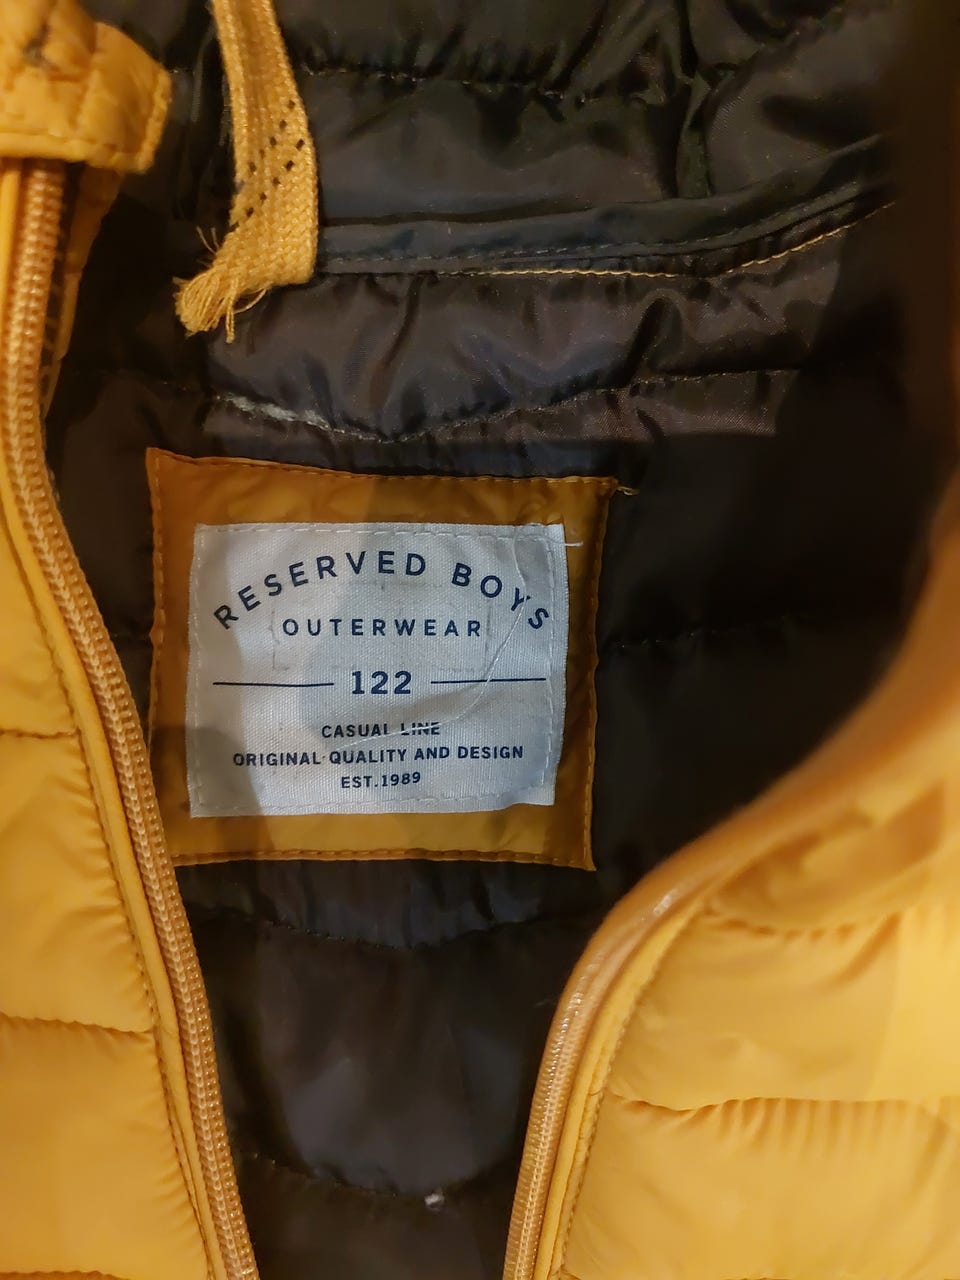 RESERVED BOYS
OUTERWEAR
122
CASUAL LINE
ORIGINAL QUALITY AND DESIGN
EST.1989